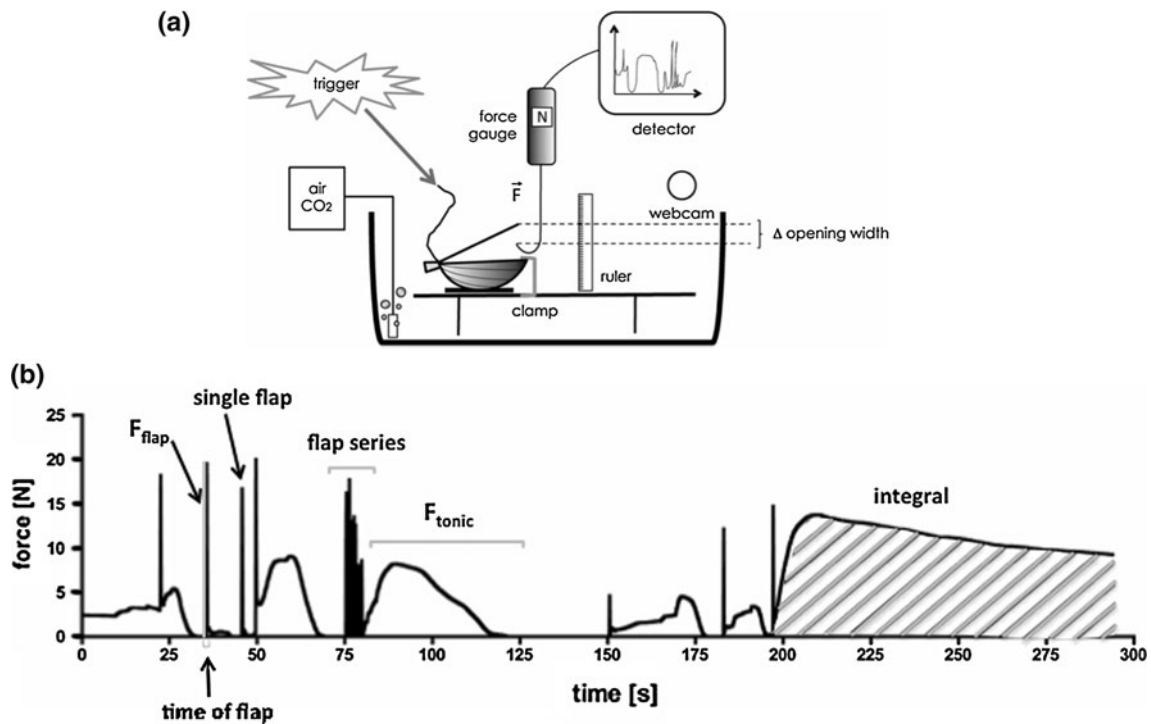 (a)
trigger
force
gauge
N
detector
air
CO2
F
webcam
Δ opening width
ruler
clamp
(b)
single flap
Fflap
flap series
Ftonic
integral
force [N]
25
20
15
10
5
0
0 25 50 75 100 125 150 175 200 225 250 275 300
time [s]
time of flap